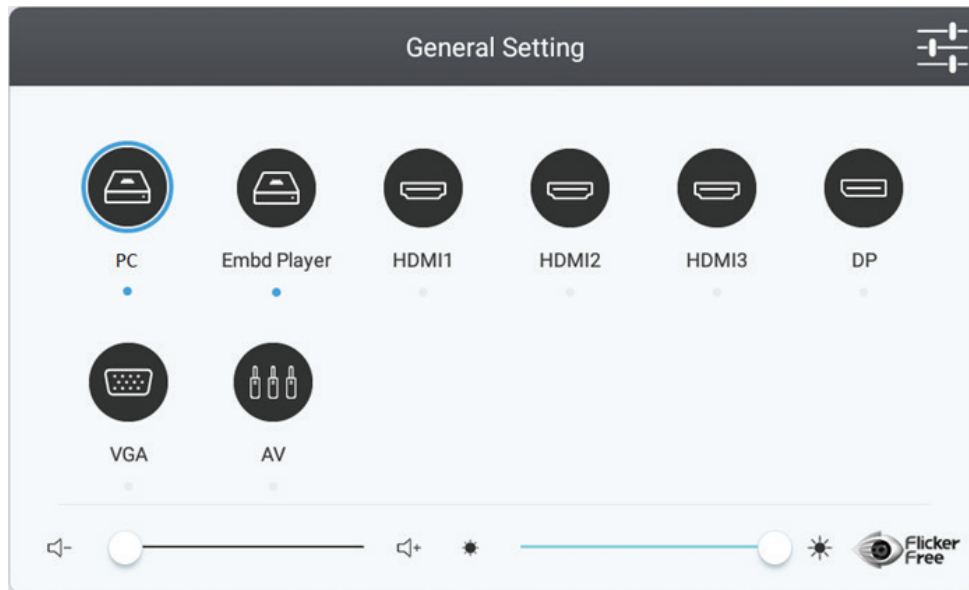 General Setting
PC
Embd Player
HDMI1
HDMI2
HDMI3
DP
VGA
AV
Flicker
Free